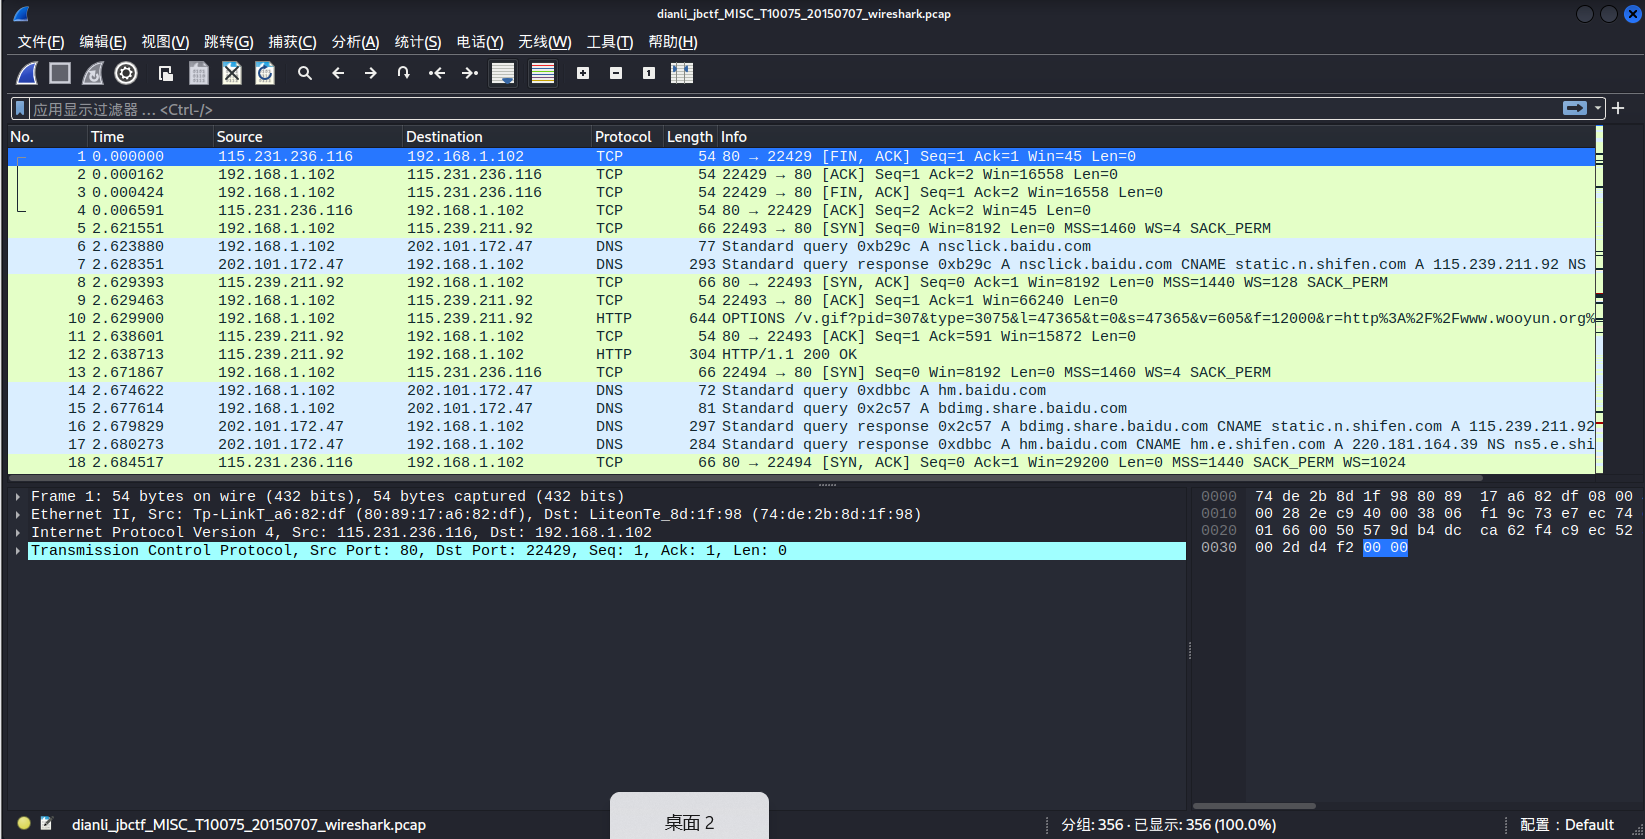 dianli_jbctf_MISC_T10075_20150707_wireshark.pcap
文件(F) 编辑(E) 视图(V) 跳转(G) 捕获(C) 分析(A) 统计(S) 电话(Y) 无线(W) 工具(T) 帮助(H)
应用显示过滤器 … <Ctrl-/>
No. Time Source Destination Protocol Length Info
1 0.000000 115.231.236.116 192.168.1.102 TCP 54 80 → 22429 [FIN, ACK] Seq=1 Ack=1 Win=45 Len=0
2 0.000162 192.168.1.102 115.231.236.116 TCP 54 22429 → 80 [ACK] Seq=1 Ack=2 Win=16558 Len=0
3 0.000424 192.168.1.102 115.231.236.116 TCP 54 22429 → 80 [FIN, ACK] Seq=1 Ack=2 Win=16558 Len=0
4 0.006591 115.231.236.116 192.168.1.102 TCP 54 80 → 22429 [ACK] Seq=2 Ack=2 Win=45 Len=0
5 2.621551 192.168.1.102 115.239.211.92 TCP 66 22493 → 80 [SYN] Seq=0 Win=8192 Len=0 MSS=1460 WS=4 SACK_PERM
6 2.623880 192.168.1.102 202.101.172.47 DNS 77 Standard query 0xb29c A nsclick.baidu.com
7 2.628351 202.101.172.47 192.168.1.102 DNS 293 Standard query response 0xb29c A nsclick.baidu.com CNAME static.n.shifen.com A 115.239.211.92 NS
8 2.629393 115.239.211.92 192.168.1.102 TCP 66 80 → 22493 [SYN, ACK] Seq=0 Ack=1 Win=8192 Len=0 MSS=1440 WS=128 SACK_PERM
9 2.629463 192.168.1.102 115.239.211.92 TCP 54 22493 → 80 [ACK] Seq=1 Ack=1 Win=66240 Len=0
10 2.629900 192.168.1.102 115.239.211.92 HTTP 644 OPTIONS /v.gif?pid=307&type=3075&l=47365&t=0&s=47365&v=605&f=12000&r=http%3A%2F%2Fwww.wooyun.org%
11 2.638601 115.239.211.92 192.168.1.102 TCP 54 80 → 22493 [ACK] Seq=1 Ack=591 Win=15872 Len=0
12 2.638713 115.239.211.92 192.168.1.102 HTTP 304 HTTP/1.1 200 OK
13 2.671867 192.168.1.102 115.231.236.116 TCP 66 22494 → 80 [SYN] Seq=0 Win=8192 Len=0 MSS=1460 WS=4 SACK_PERM
14 2.674622 192.168.1.102 202.101.172.47 DNS 72 Standard query 0xdbbc A hm.baidu.com
15 2.677614 192.168.1.102 202.101.172.47 DNS 81 Standard query 0x2c57 A bdimg.share.baidu.com
16 2.679829 202.101.172.47 192.168.1.102 DNS 297 Standard query response 0x2c57 A bdimg.share.baidu.com CNAME static.n.shifen.com A 115.239.211.92
17 2.680273 202.101.172.47 192.168.1.102 DNS 284 Standard query response 0xdbbc A hm.baidu.com CNAME hm.e.shifen.com A 220.181.164.39 NS ns5.e.shi
18 2.684517 115.231.236.116 192.168.1.102 TCP 66 80 → 22494 [SYN, ACK] Seq=0 Ack=1 Win=29200 Len=0 MSS=1440 SACK_PERM WS=1024
Frame 1: 54 bytes on wire (432 bits), 54 bytes captured (432 bits)
Ethernet II, Src: Tp-LinkT_a6:82:df (80:89:17:a6:82:df), Dst: LiteonTe_8d:1f:98 (74:de:2b:8d:1f:98)
Internet Protocol Version 4, Src: 115.231.236.116, Dst: 192.168.1.102
Transmission Control Protocol, Src Port: 80, Dst Port: 22429, Seq: 1, Ack: 1, Len: 0
0000 74 de 2b 8d 1f 98 80 89 17 a6 82 df 08 00
0010 00 28 2e c9 40 00 38 06 f1 9c 73 e7 ec 74
0020 01 66 00 50 57 9d b4 dc ca 62 f4 c9 ec 52
0030 00 2d d4 f2 00 00
dianli_jbctf_MISC_T10075_20150707_wireshark.pcap
桌面 2
分组: 356 · 已显示: 356 (100.0%)
配置：Default